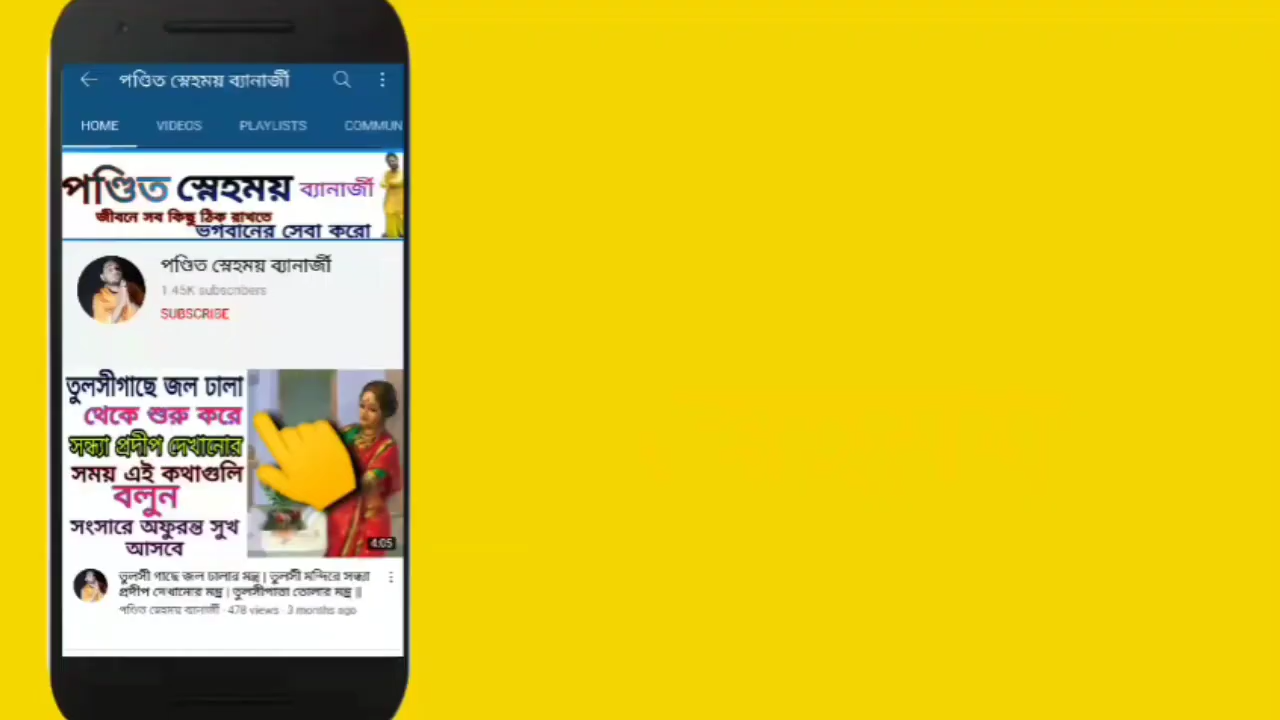 পণ্ডিত স্নেহময় ব্যানার্জী
HOME VIDEOS PLAYLISTS COMMUN
পণ্ডিত স্নেহময় ব্যানার্জী
জীবনে সব কিছু ঠিক রাখতে
ভগবানের সেবা করো
পণ্ডিত স্নেহময় ব্যানার্জী
1.45K subscribers
SUBSCRIBE
তুলসীগাছে জল ঢালা
থেকে শুরু করে
সন্ধ্যা প্রদীপ দেখানোর
সময় এই কথাগুলি
বলুন
সংসারে অফুরন্ত সুখ
আসবে
4:05
তুলসী গাছে জল ঢালার মন্ত্র | তুলসী মন্দিরে সন্ধ্যা
প্রদীপ দেখানোর মন্ত্র | তুলসীপাতা তোলার মন্ত্র ||
পণ্ডিত স্নেহময় ব্যানার্জী · 478 views · 3 months ago